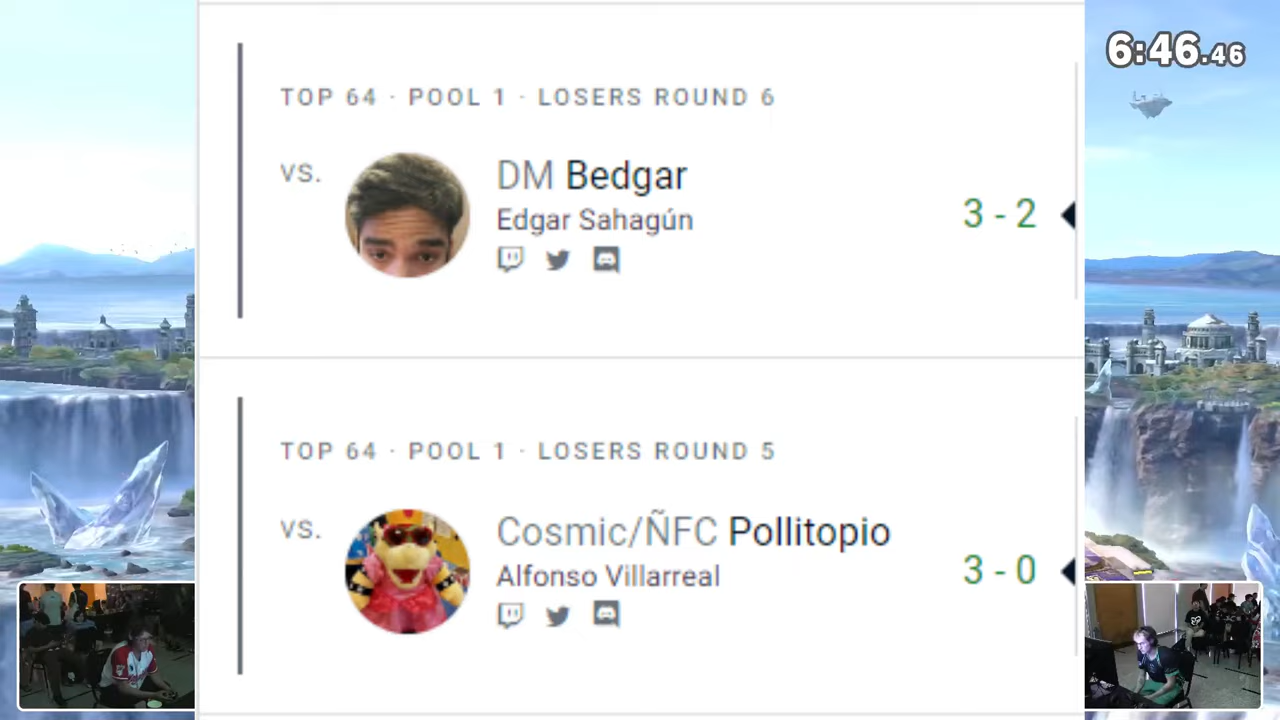 6:46.46
TOP 64 · POOL 1 · LOSERS ROUND 6
VS.
DM Bedgar
Edgar Sahagún
3 - 2
TOP 64 · POOL 1 · LOSERS ROUND 5
VS.
Cosmic/ÑFC Pollitopio
Alfonso Villarreal
3 - 0